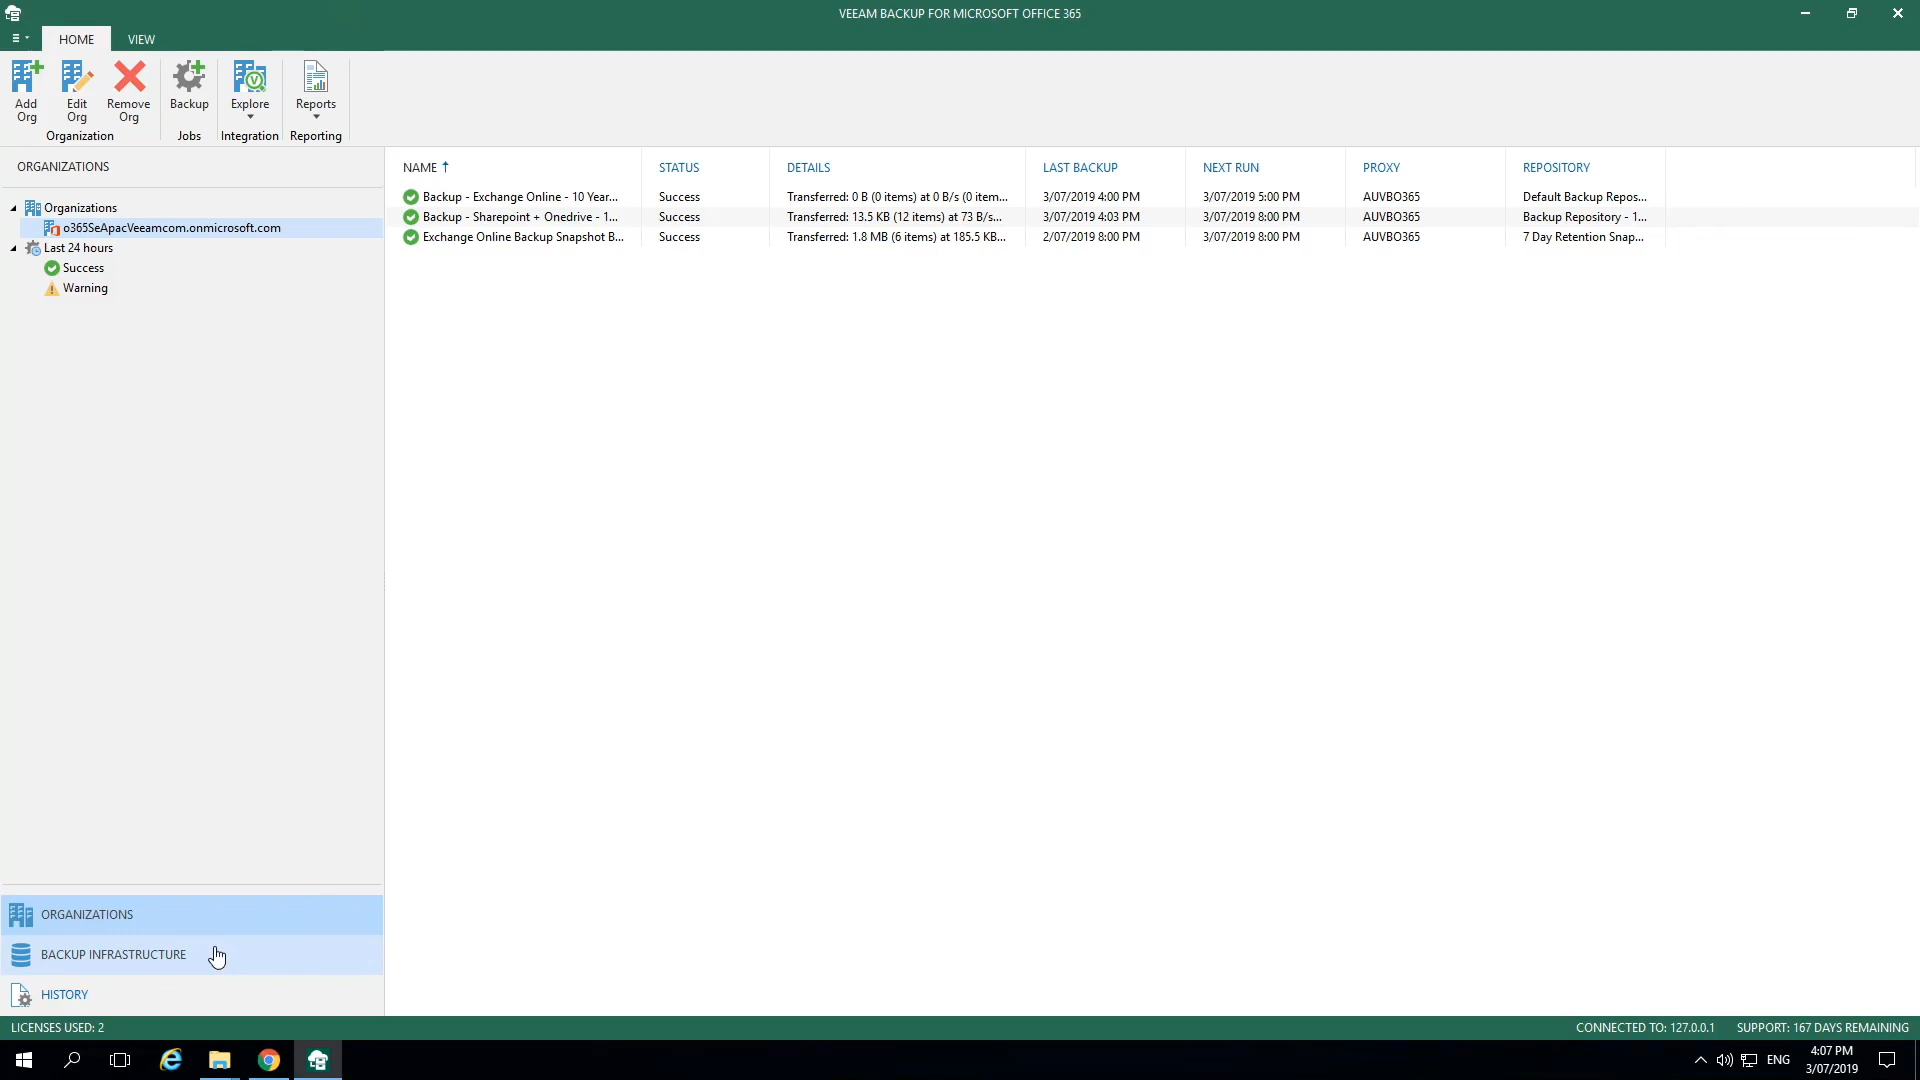 VEEAM BACKUP FOR MICROSOFT OFFICE 365
HOME VIEW
Add Org
Edit Org
Remove Org
Backup
Explore
Reports
Organization
Jobs
Integration
Reporting
ORGANIZATIONS
Organizations
o365SeApacVeeamcom.onmicrosoft.com
Last 24 hours
Success
Warning
NAME STATUS DETAILS LAST BACKUP NEXT RUN PROXY REPOSITORY
Backup - Exchange Online - 10 Year... Success Transferred: 0 B (0 items) at 0 B/s (0 item... 3/07/2019 4:00 PM 3/07/2019 5:00 PM AUVBO365 Default Backup Repos...
Backup - Sharepoint + Onedrive - 1... Success Transferred: 13.5 KB (12 items) at 73 B/s... 3/07/2019 4:03 PM 3/07/2019 8:00 PM AUVBO365 Backup Repository - 1...
Exchange Online Backup Snapshot B... Success Transferred: 1.8 MB (6 items) at 185.5 KB... 2/07/2019 8:00 PM 3/07/2019 8:00 PM AUVBO365 7 Day Retention Snap...
ORGANIZATIONS
BACKUP INFRASTRUCTURE
HISTORY
LICENSES USED: 2
CONNECTED TO: 127.0.0.1 SUPPORT: 167 DAYS REMAINING
ENG
4:07 PM
3/07/2019